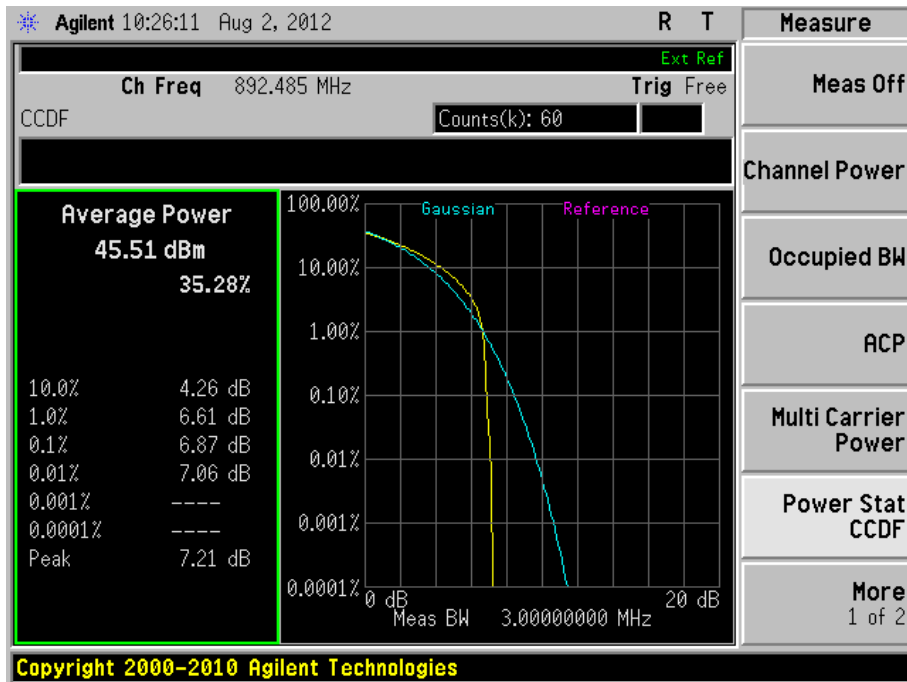 Agilent 10:26:11 Aug 2, 2012 R T
Measure
Ext Ref
Ch Freq 892.485 MHz Trig Free
CCDF Counts(k): 60
Average Power
45.51 dBm
35.28%
10.0% 4.26 dB
1.0% 6.61 dB
0.1% 6.87 dB
0.01% 7.06 dB
0.001% ----
0.0001% ----
Peak 7.21 dB
Gaussian Reference
100.00%
10.00%
1.00%
0.10%
0.01%
0.001%
0.0001%
0 dB 20 dB
Meas BW 3.00000000 MHz
Meas Off
Channel Power
Occupied BW
ACP
Multi Carrier
Power
Power Stat
CCDF
More
1 of 2
Copyright 2000-2010 Agilent Technologies